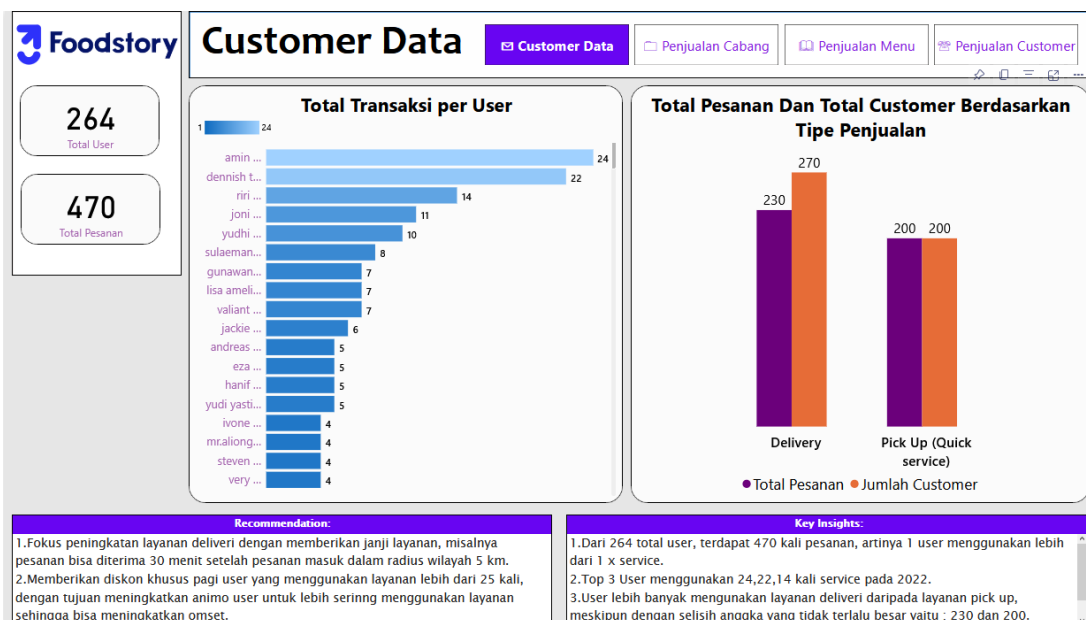 Foodstory
Customer Data
Customer Data
Penjualan Cabang
Penjualan Menu
Penjualan Customer
264
Total User
470
Total Pesanan
Total Transaksi per User
1 24
amin ... 24
dennish t... 22
riri ... 14
joni ... 11
yudhi ... 10
sulaeman... 8
gunawan... 7
lisa ameli... 7
valiant ... 7
jackie ... 6
andreas ... 5
eza ... 5
hanif ... 5
yudi yasti... 5
ivone ... 4
mr.aliong... 4
steven ... 4
very ... 4
Total Pesanan Dan Total Customer Berdasarkan
Tipe Penjualan
230 270
200 200
Delivery
Pick Up (Quick
service)
Total Pesanan Jumlah Customer
Recommendation:
1.Fokus peningkatan layanan deliveri dengan memberikan janji layanan, misalnya
pesanan bisa diterima 30 menit setelah pesanan masuk dalam radius wilayah 5 km.
2.Memberikan diskon khusus pagi user yang menggunakan layanan lebih dari 25 kali,
dengan tujuan meningkatkan animo user untuk lebih serinng menggunakan layanan
sehingga bisa meningkatkan omset.
Key Insights:
1.Dari 264 total user, terdapat 470 kali pesanan, artinya 1 user menggunakan lebih
dari 1 x service.
2.Top 3 User menggunakan 24,22,14 kali service pada 2022.
3.User lebih banyak mengunakan layanan deliveri daripada layanan pick up,
meskipun dengan selisih anggka yang tidak terlalu besar yaitu : 230 dan 200.